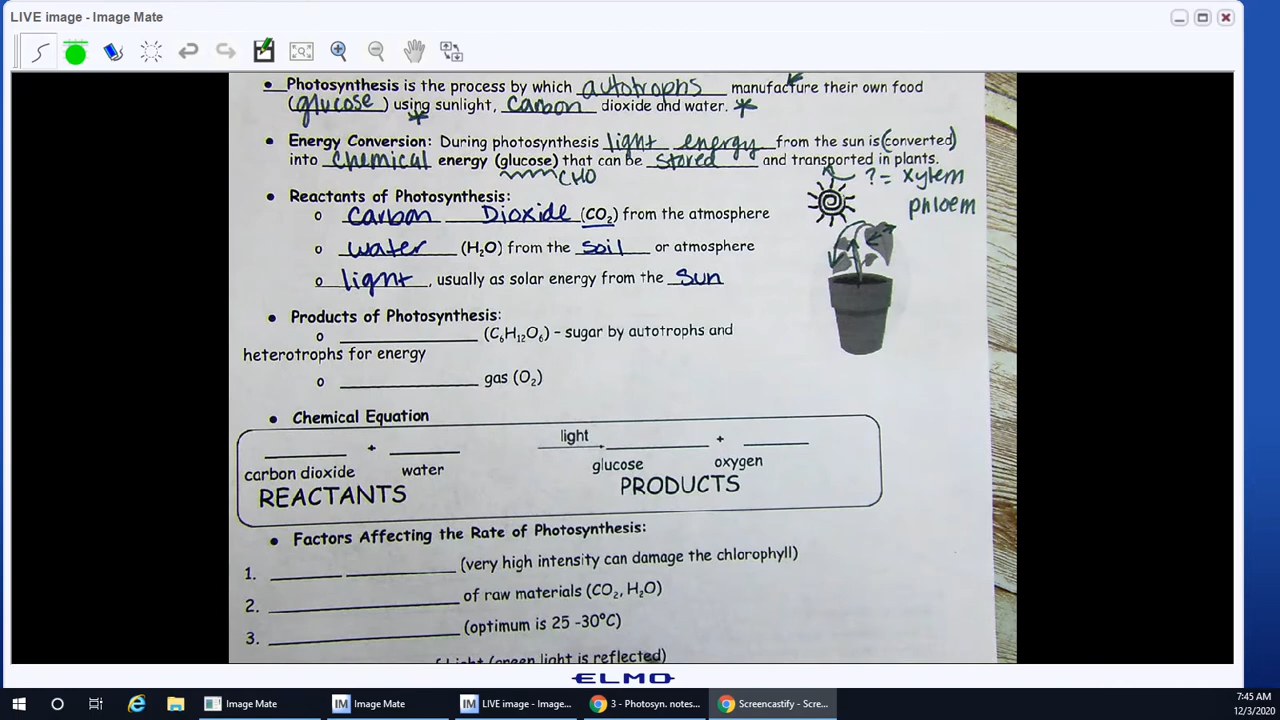 LIVE image - Image Mate
Photosynthesis is the process by which autotrophs manufacture their own food
(glucose) using sunlight, carbon dioxide and water.
Energy Conversion: During photosynthesis light energy from the sun is (converted)
into chemical energy (glucose) that can be stored and transported in plants.
CHO
? = xylem
phloem
Reactants of Photosynthesis:
carbon Dioxide (CO₂) from the atmosphere
water (H₂O) from the soil or atmosphere
light, usually as solar energy from the Sun
Products of Photosynthesis:
(C₆H₁₂O₆) - sugar by autotrophs and
heterotrophs for energy
gas (O₂)
Chemical Equation
+ light +
carbon dioxide water glucose oxygen
REACTANTS PRODUCTS
Factors Affecting the Rate of Photosynthesis:
1. (very high intensity can damage the chlorophyll)
2. of raw materials (CO₂, H₂O)
3. (optimum is 25 -30°C)
light (green light is reflected)
ELMO
Image Mate Image Mate LIVE image - Image... 3 - Photosyn. notes... Screencastify - Scre...
7:45 AM
12/3/2020